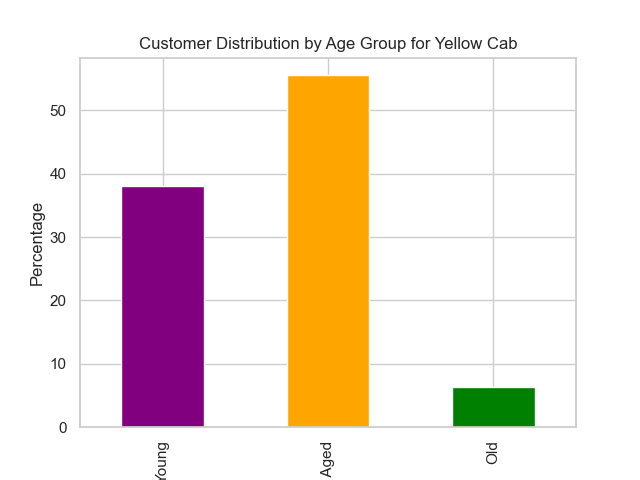 Customer Distribution by Age Group for Yellow Cab
Percentage
50
40
30
20
10
0
Young
Aged
Old